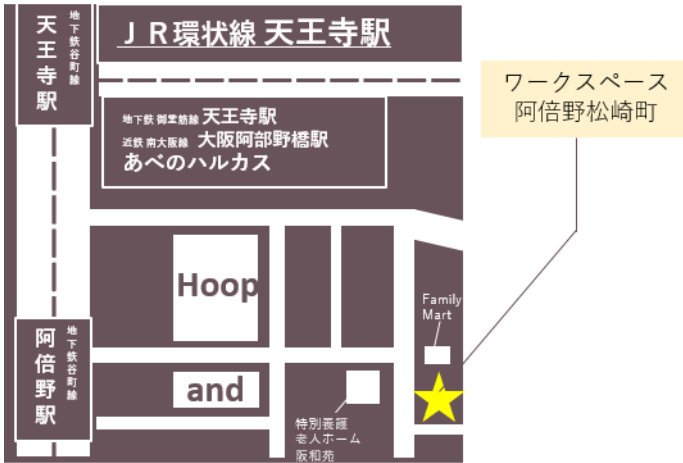 地下鉄谷町線
天王寺駅
ＪＲ環状線 天王寺駅
地下鉄 御堂筋線 天王寺駅
近鉄 南大阪線 大阪阿部野橋駅
あべのハルカス
ワークスペース
阿倍野松崎町
Hoop
Family
Mart
地下鉄谷町線
阿倍野駅
and
特別養護
老人ホーム
阪和苑